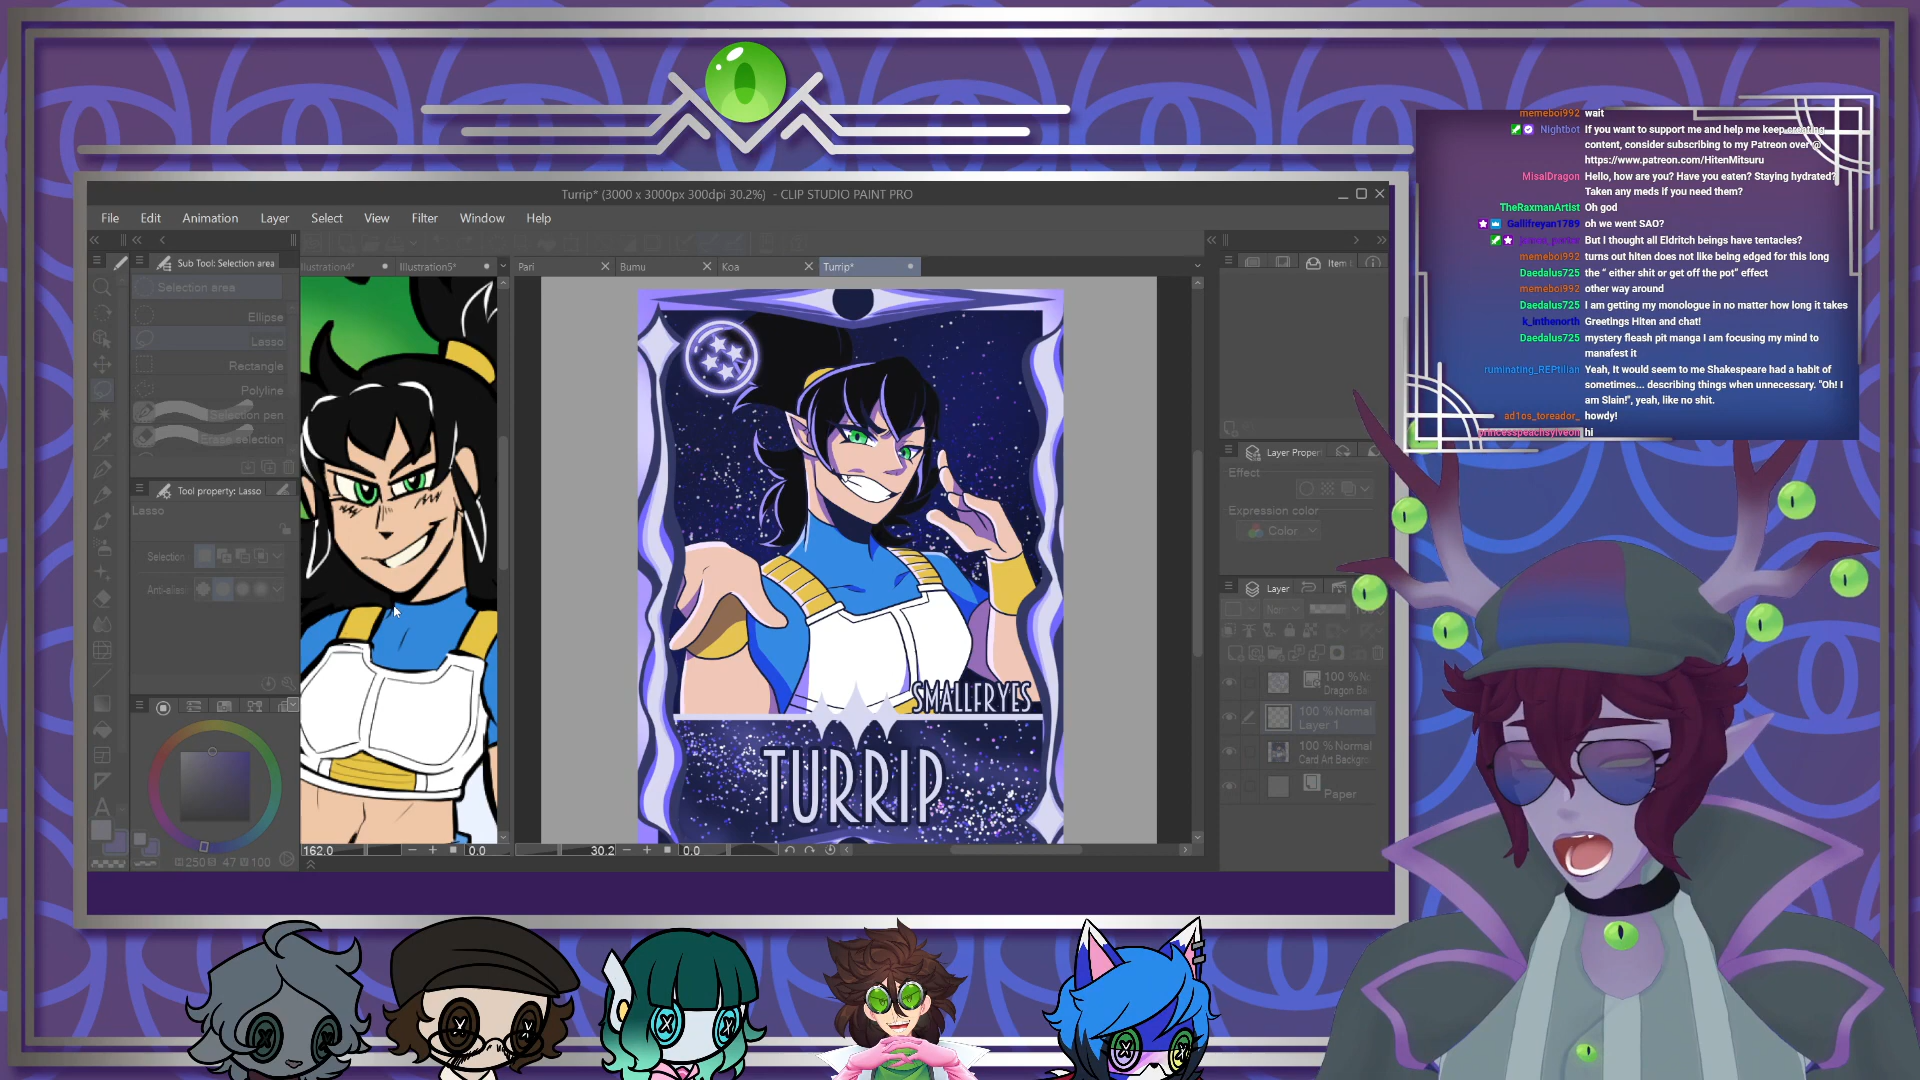 Turrip* (3000 x 3000px 300dpi 30.2%) - CLIP STUDIO PAINT PRO
File Edit Animation Layer Select View Filter Window Help
Sub Tool: Selection area
Selection area
Ellipse
Lasso
Rectangle
Polyline
Selection pen
Erase selection
Tool property: Lasso
Lasso
Selection
Anti-alias
250 47 100
llustration4* Illustration5* Pari Bumu Koa Turrip*
SMALLFRYES
TURRIP
162.0 0.0 30.2 0.0
Item
Layer Proper
Effect
Expression color
Color
Layer
100 % No
Dragon Ba
100 % Normal
Layer 1
100 % Normal
Card Art Backgr
Paper
memeboi992 wait
Nightbot If you want to support me and help me keep creating
content, consider subscribing to my Patreon over @
https://www.patreon.com/HitenMitsuru
MisalDragon Hello, how are you? Have you eaten? Staying hydrated?
Taken any meds if you need them?
TheRaxmanArtist Oh god
Gallifreyan1789 oh we went SAO?
But I thought all Eldritch beings have tentacles?
memeboi992 turns out hiten does not like being edged for this long
Daedalus725 the " either shit or get off the pot" effect
memeboi992 other way around
Daedalus725 I am getting my monologue in no matter how long it takes
k_inthenorth Greetings Hiten and chat!
Daedalus725 mystery fleash pit manga I am focusing my mind to
manafest it
ruminating_REPtilian Yeah, It would seem to me Shakespeare had a habit of
sometimes... describing things when unnecessary. "Oh! I
am Slain!", yeah, like no shit.
ad1os_toreador_ howdy!
princesspeachsylveon hi